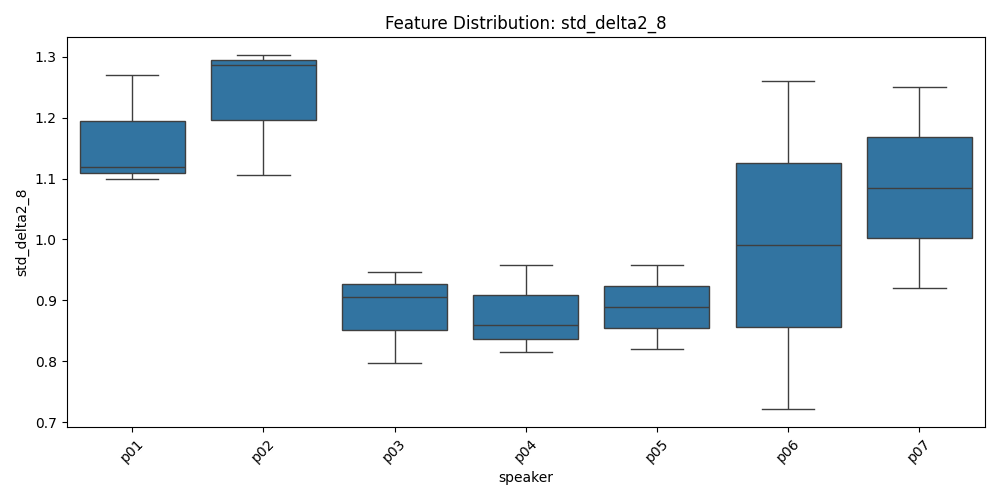 Feature Distribution: std_delta2_8
std_delta2_8
1.3
1.2
1.1
1.0
0.9
0.8
0.7
p01 p02 p03 p04 p05 p06 p07
speaker